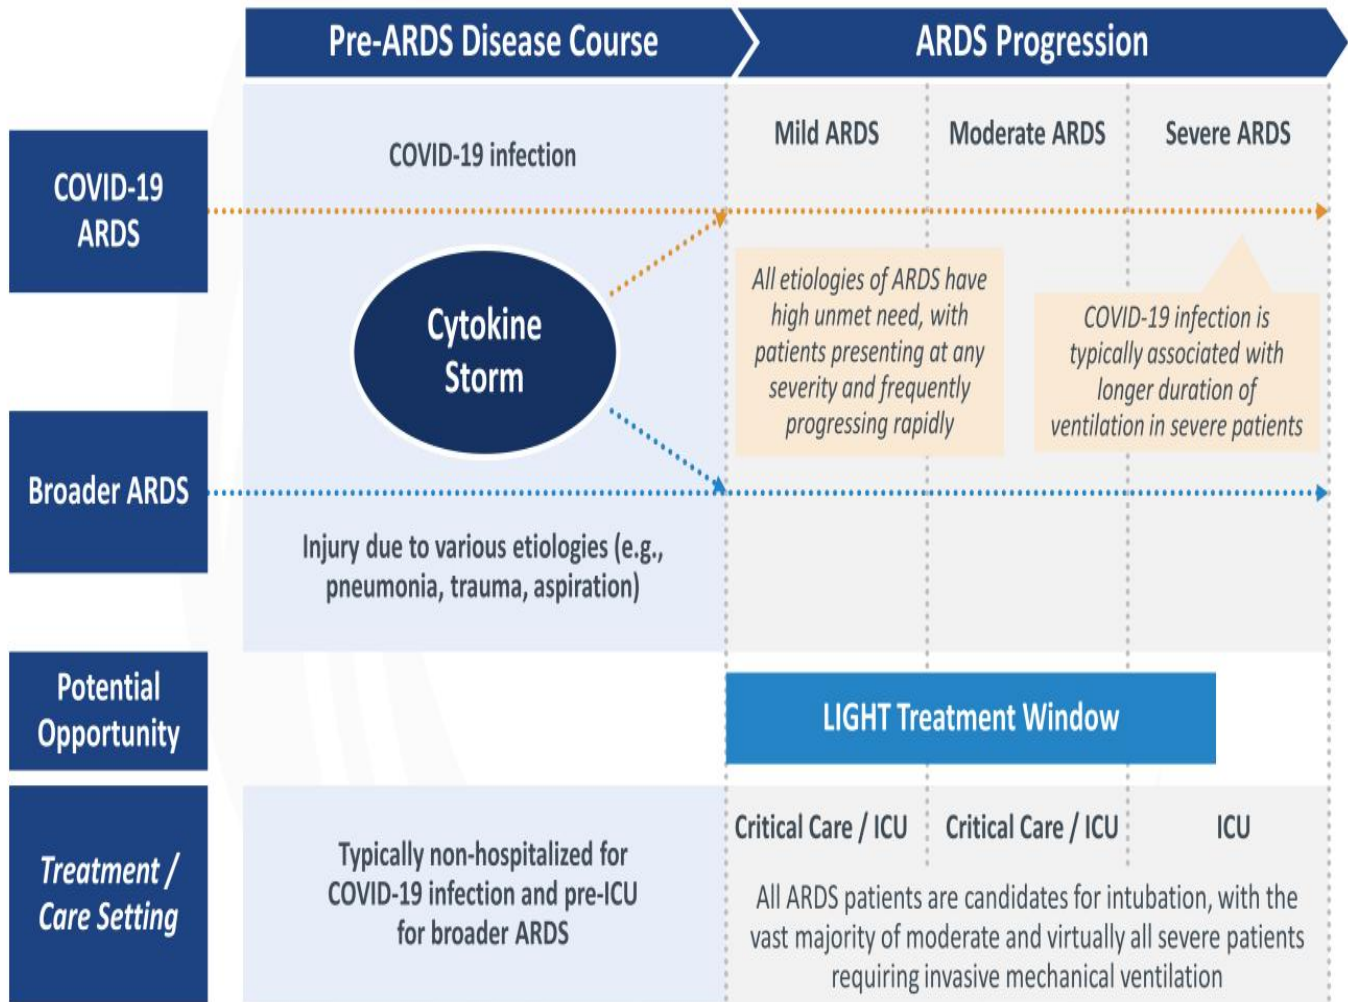 Pre-ARDS Disease Course
ARDS Progression
COVID-19
ARDS
COVID-19 infection
Mild ARDS
Moderate ARDS
Severe ARDS
Cytokine
Storm
All etiologies of ARDS have
high unmet need, with
patients presenting at any
severity and frequently
progressing rapidly
COVID-19 infection is
typically associated with
longer duration of
ventilation in severe patients
Broader ARDS
Injury due to various etiologies (e.g.,
pneumonia, trauma, aspiration)
Potential
Opportunity
LIGHT Treatment Window
Treatment /
Care Setting
Typically non-hospitalized for
COVID-19 infection and pre-ICU
for broader ARDS
Critical Care / ICU
Critical Care / ICU
ICU
All ARDS patients are candidates for intubation, with the
vast majority of moderate and virtually all severe patients
requiring invasive mechanical ventilation